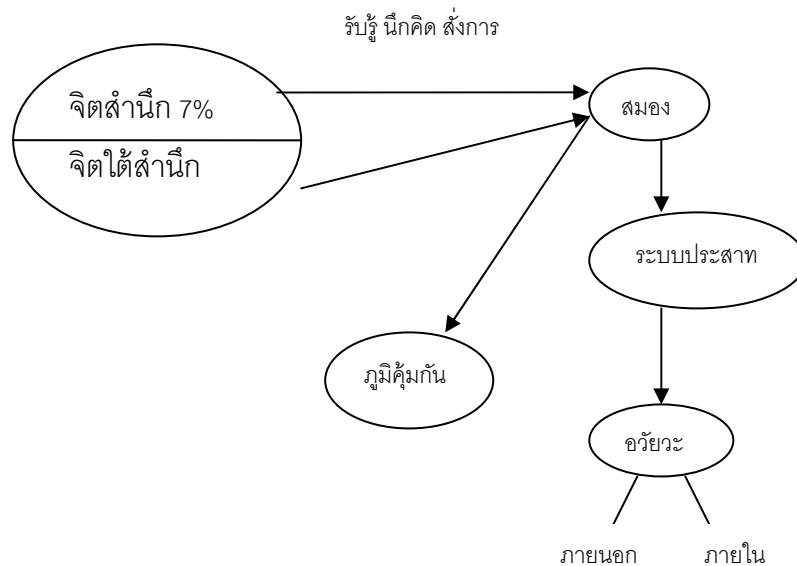 รับรู้ นึกคิด สั่งการ
จิตสำนึก 7%
จิตใต้สำนึก
สมอง
ระบบประสาท
ภูมิคุ้มกัน
อวัยวะ
ภายนอก ภายใน